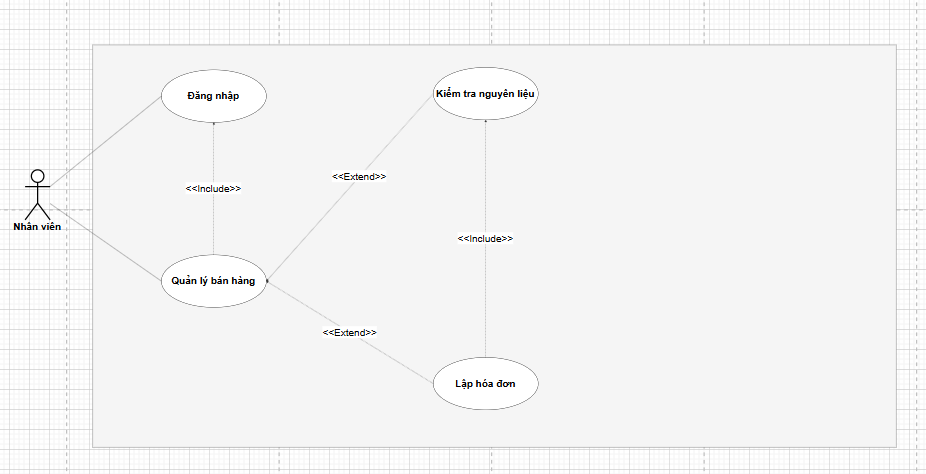 Đăng nhập
Kiểm tra nguyên liệu
<<Extend>>
<<Include>>
Nhân viên
<<Include>>
Quản lý bán hàng
<<Extend>>
Lập hóa đơn